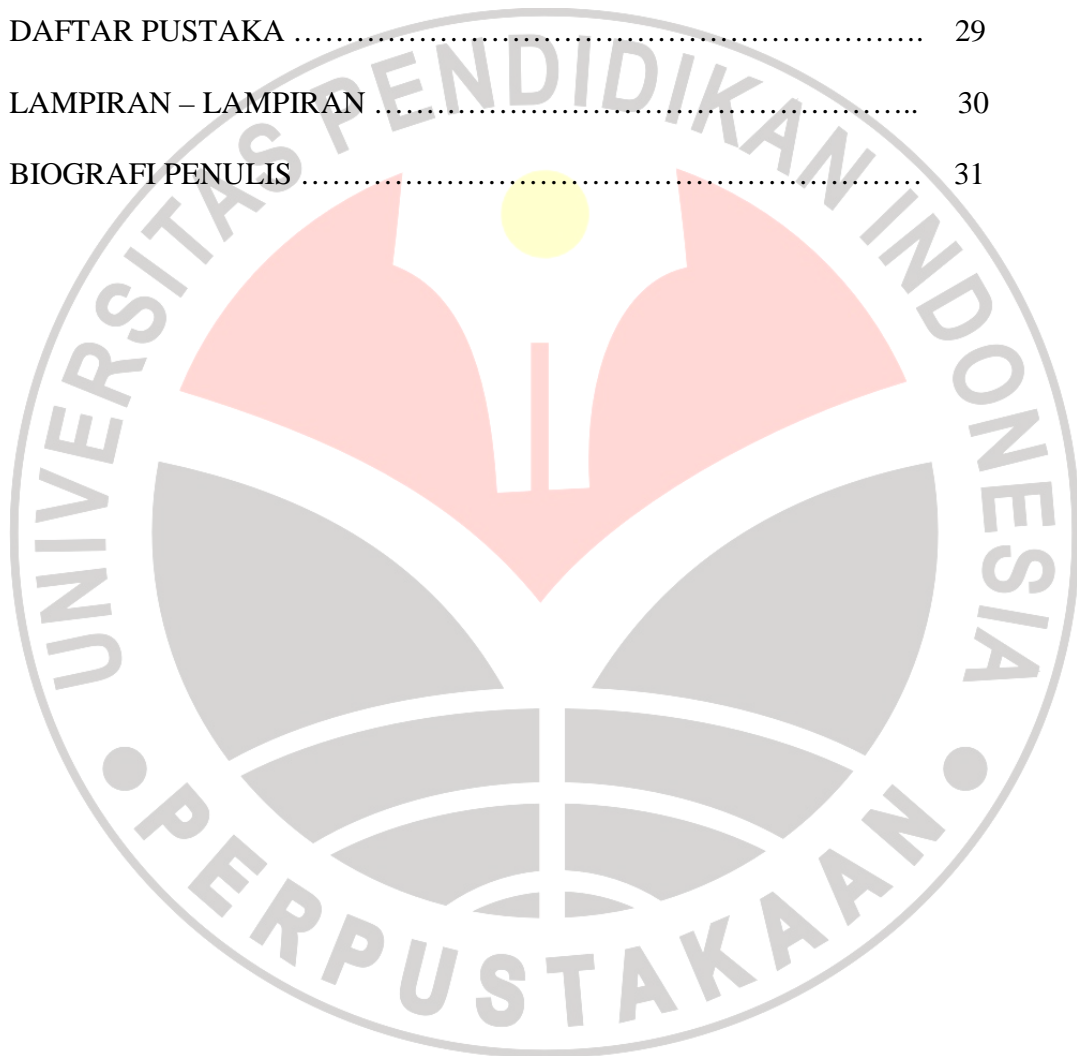 DAFTAR PUSTAKA ………………………………………………………. 29
LAMPIRAN – LAMPIRAN …………………………………………….. 30
BIOGRAFI PENULIS …………………………………………………… 31
UNIVERSITAS PENDIDIKAN INDONESIA
PERPUSTAKAAN